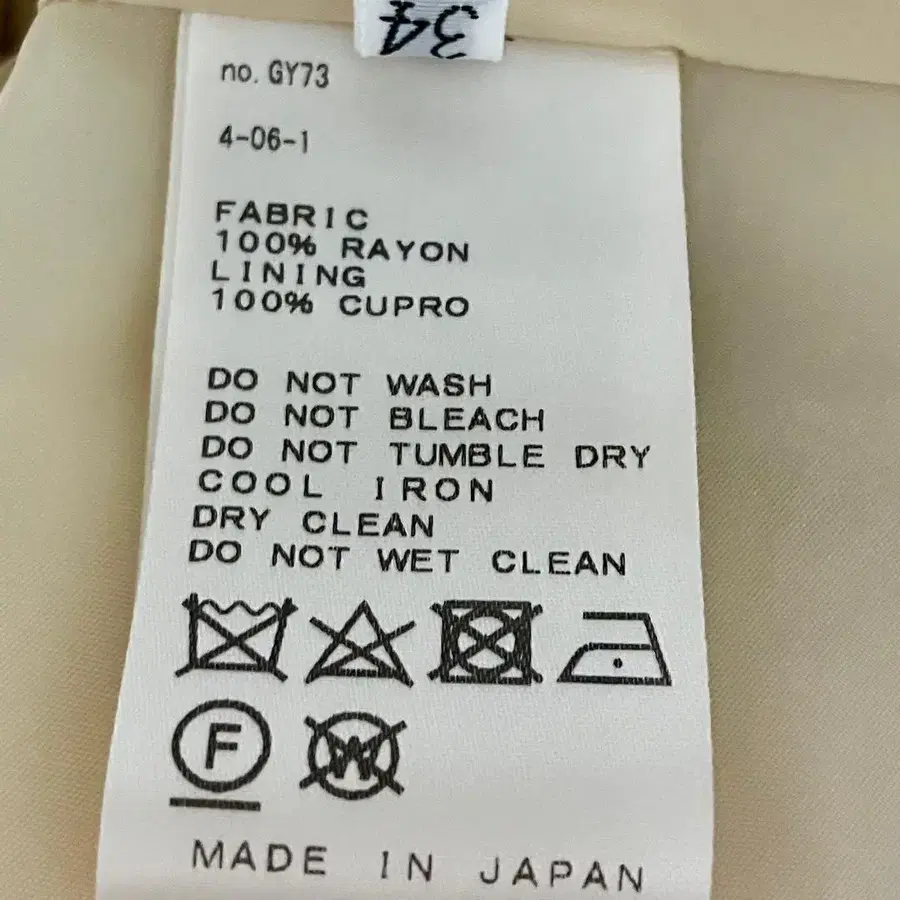 34
no. GY73
4-06-1
FABRIC
100% RAYON
LINING
100% CUPRO
DO NOT WASH
DO NOT BLEACH
DO NOT TUMBLE DRY
COOL IRON
DRY CLEAN
DO NOT WET CLEAN
F W
MADE IN JAPAN